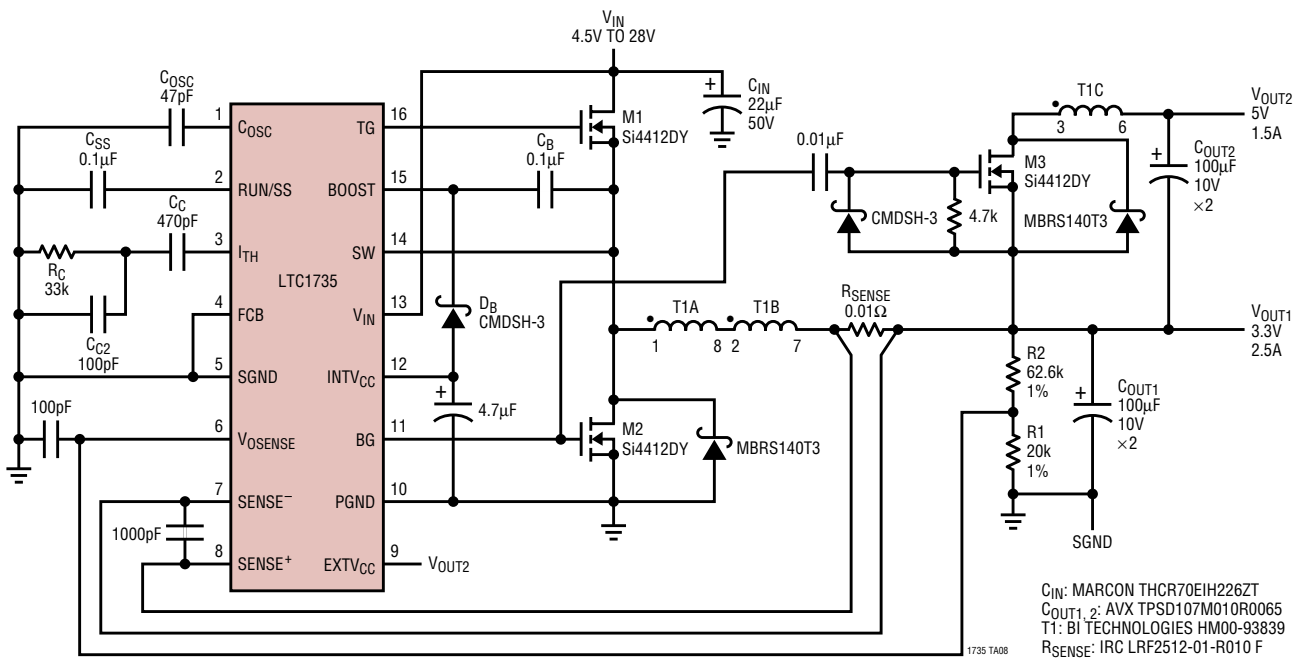 V_IN
4.5V TO 28V
C_OSC
47pF
1
C_OSC
TG
16
M1
Si4412DY
+
C_IN
22µF
50V
T1C
3
6
V_OUT2
5V
1.5A
C_SS
0.1µF
2
RUN/SS
BOOST
15
C_B
0.1µF
0.01µF
M3
Si4412DY
+
C_OUT2
100µF
10V
×2
CMDSH-3
4.7k
MBRS140T3
C_C
470pF
3
I_TH
SW
14
R_C
33k
LTC1735
4
FCB
V_IN
13
D_B
CMDSH-3
T1A
T1B
R_SENSE
0.01Ω
1
8
2
7
V_OUT1
3.3V
2.5A
C_C2
100pF
5
SGND
INTV_CC
12
+
4.7µF
R2
62.6k
1%
+
C_OUT1
100µF
10V
×2
100pF
6
V_OSENSE
BG
11
M2
Si4412DY
MBRS140T3
R1
20k
1%
7
SENSE⁻
PGND
10
1000pF
8
SENSE⁺
EXTV_CC
9
V_OUT2
SGND
C_IN: MARCON THCR70EIH226ZT
C_OUT1, 2: AVX TPSD107M010R0065
T1: BI TECHNOLOGIES HM00-93839
R_SENSE: IRC LRF2512-01-R010 F
1735 TA08